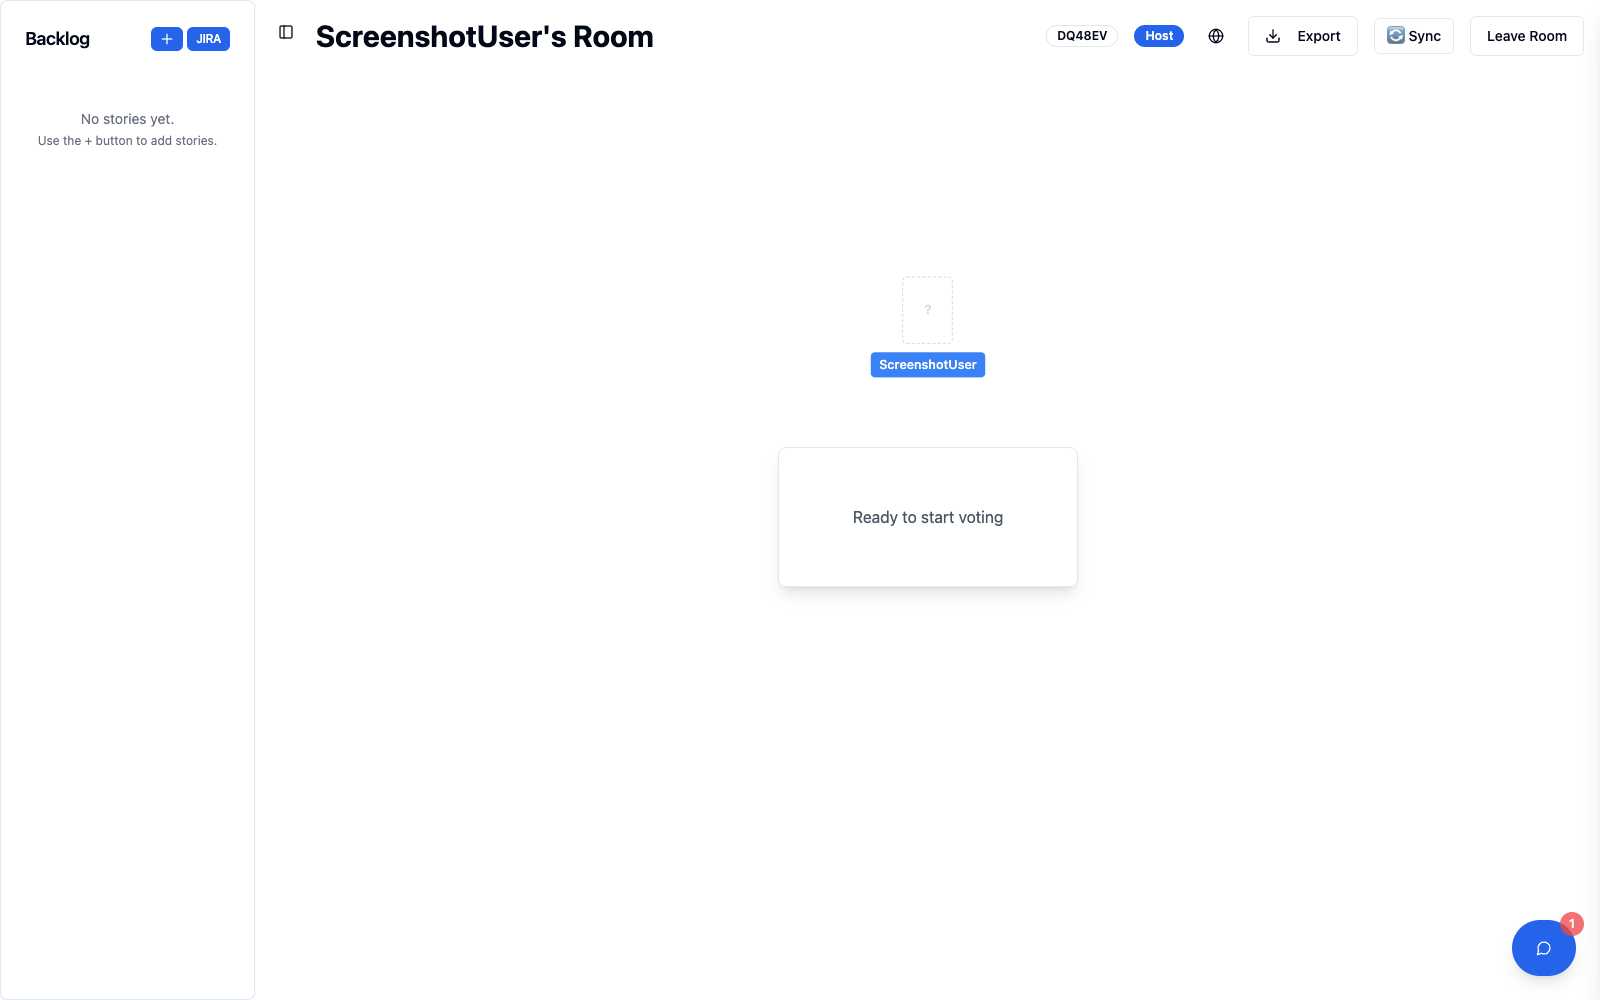 Backlog
JIRA
No stories yet.
Use the + button to add stories.
ScreenshotUser's Room
DQ48EV
Host
Export
Sync
Leave Room
?
ScreenshotUser
Ready to start voting
1